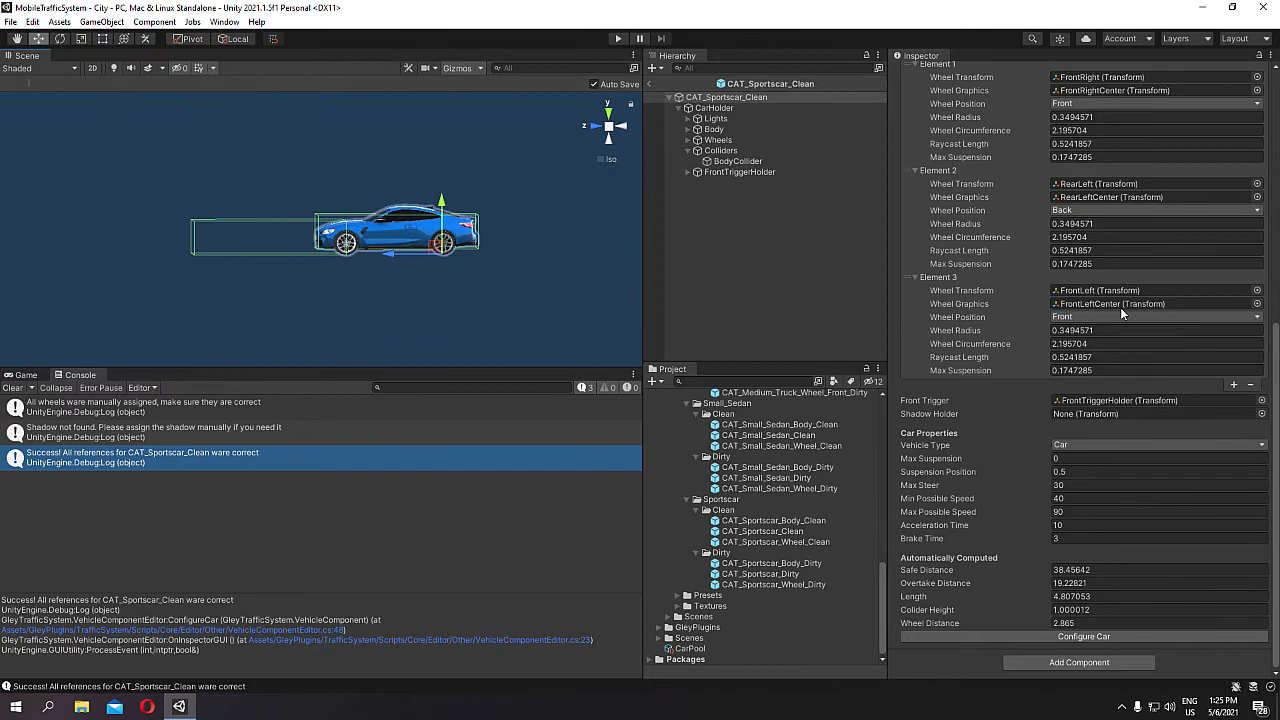 MobileTrafficSystem - City - PC, Mac & Linux Standalone - Unity 2021.1.5f1 Personal <DX11>
File Edit Assets GameObject Component Jobs Window Help
Pivot Local Account Layers Layout
Scene
Shaded 2D 0 Gizmos All
Auto Save
y
z
Iso
Game Console
Clear Collapse Error Pause Editor 3 0 0
All wheels ware manually assigned, make sure they are correct
UnityEngine.Debug:Log (object)
Shadow not found. Please assign the shadow manually if you need it
UnityEngine.Debug:Log (object)
Success! All references for CAT_Sportscar_Clean ware correct
UnityEngine.Debug:Log (object)
Success! All references for CAT_Sportscar_Clean ware correct
UnityEngine.Debug:Log (object)
GleyTrafficSystem.VehicleComponentEditor:ConfigureCar (GleyTrafficSystem.VehicleComponent) (at
Assets/GleyPlugins/TrafficSystem/Scripts/Core/Editor/Other/VehicleComponentEditor.cs:48)
GleyTrafficSystem.VehicleComponentEditor:OnInspectorGUI () (at Assets/GleyPlugins/TrafficSystem/Scripts/Core/Editor/Other/VehicleComponentEditor.cs:23)
UnityEngine.GUIUtility:ProcessEvent (int,intptr,bool&)
Hierarchy
All
CAT_Sportscar_Clean
CAT_Sportscar_Clean
CarHolder
Lights
Body
Wheels
Colliders
BodyCollider
FrontTriggerHolder
Project
12
CAT_Medium_Truck_Wheel_Front_Dirty
Small_Sedan
Clean
CAT_Small_Sedan_Body_Clean
CAT_Small_Sedan_Clean
CAT_Small_Sedan_Wheel_Clean
Dirty
CAT_Small_Sedan_Body_Dirty
CAT_Small_Sedan_Dirty
CAT_Small_Sedan_Wheel_Dirty
Sportscar
Clean
CAT_Sportscar_Body_Clean
CAT_Sportscar_Clean
CAT_Sportscar_Wheel_Clean
Dirty
CAT_Sportscar_Body_Dirty
CAT_Sportscar_Dirty
CAT_Sportscar_Wheel_Dirty
Presets
Textures
Scenes
GleyPlugins
Scenes
CarPool
Packages
Inspector
Element 1
Wheel Transform FrontRight (Transform)
Wheel Graphics FrontRightCenter (Transform)
Wheel Position Front
Wheel Radius 0.3494571
Wheel Circumference 2.195704
Raycast Length 0.5241857
Max Suspension 0.1747285
Element 2
Wheel Transform RearLeft (Transform)
Wheel Graphics RearLeftCenter (Transform)
Wheel Position Back
Wheel Radius 0.3494571
Wheel Circumference 2.195704
Raycast Length 0.5241857
Max Suspension 0.1747285
Element 3
Wheel Transform FrontLeft (Transform)
Wheel Graphics FrontLeftCenter (Transform)
Wheel Position Front
Wheel Radius 0.3494571
Wheel Circumference 2.195704
Raycast Length 0.5241857
Max Suspension 0.1747285
Front Trigger FrontTriggerHolder (Transform)
Shadow Holder None (Transform)
Car Properties
Vehicle Type Car
Max Suspension 0
Suspension Position 0.5
Max Steer 30
Min Possible Speed 40
Max Possible Speed 90
Acceleration Time 10
Brake Time 3
Automatically Computed
Safe Distance 38.45642
Overtake Distance 19.22821
Length 4.807053
Collider Height 1.000012
Wheel Distance 2.865
Configure Car
Add Component
Success! All references for CAT_Sportscar_Clean ware correct
ENG 1:25 PM
US 5/6/2021
28